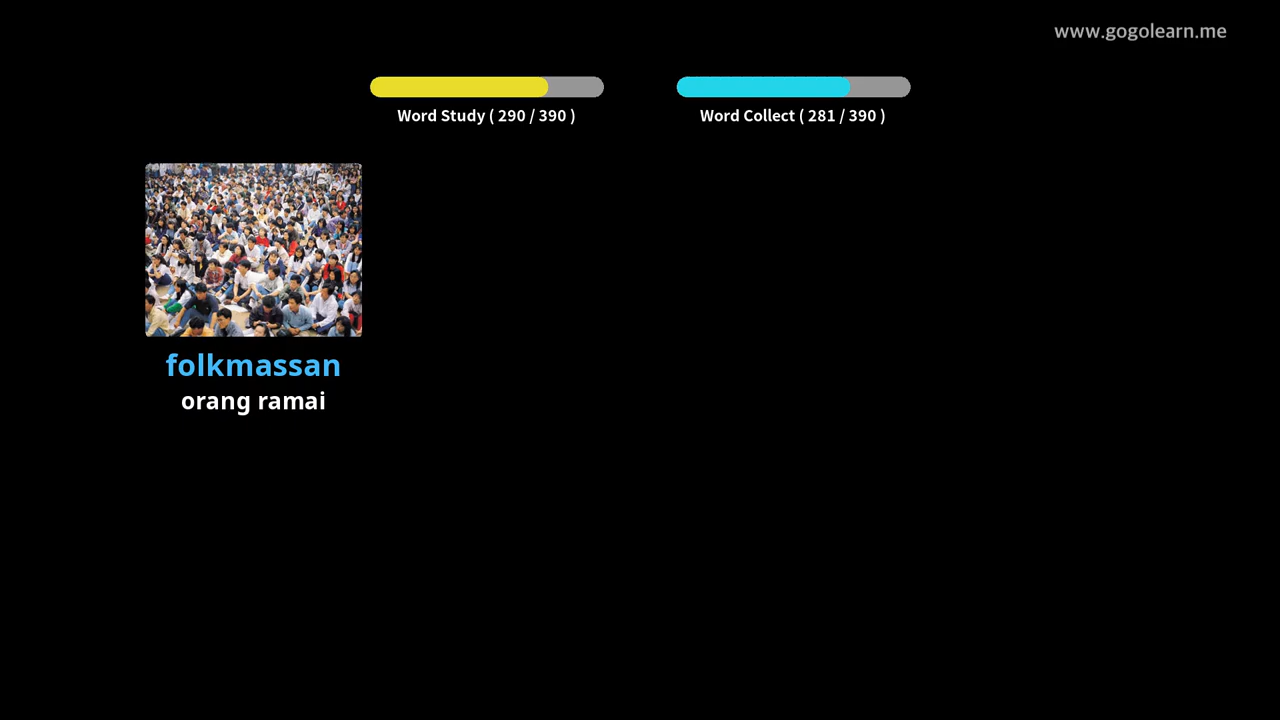 www.gogolearn.me
Word Study ( 290 / 390 )
Word Collect ( 281 / 390 )
folkmassan
orang ramai